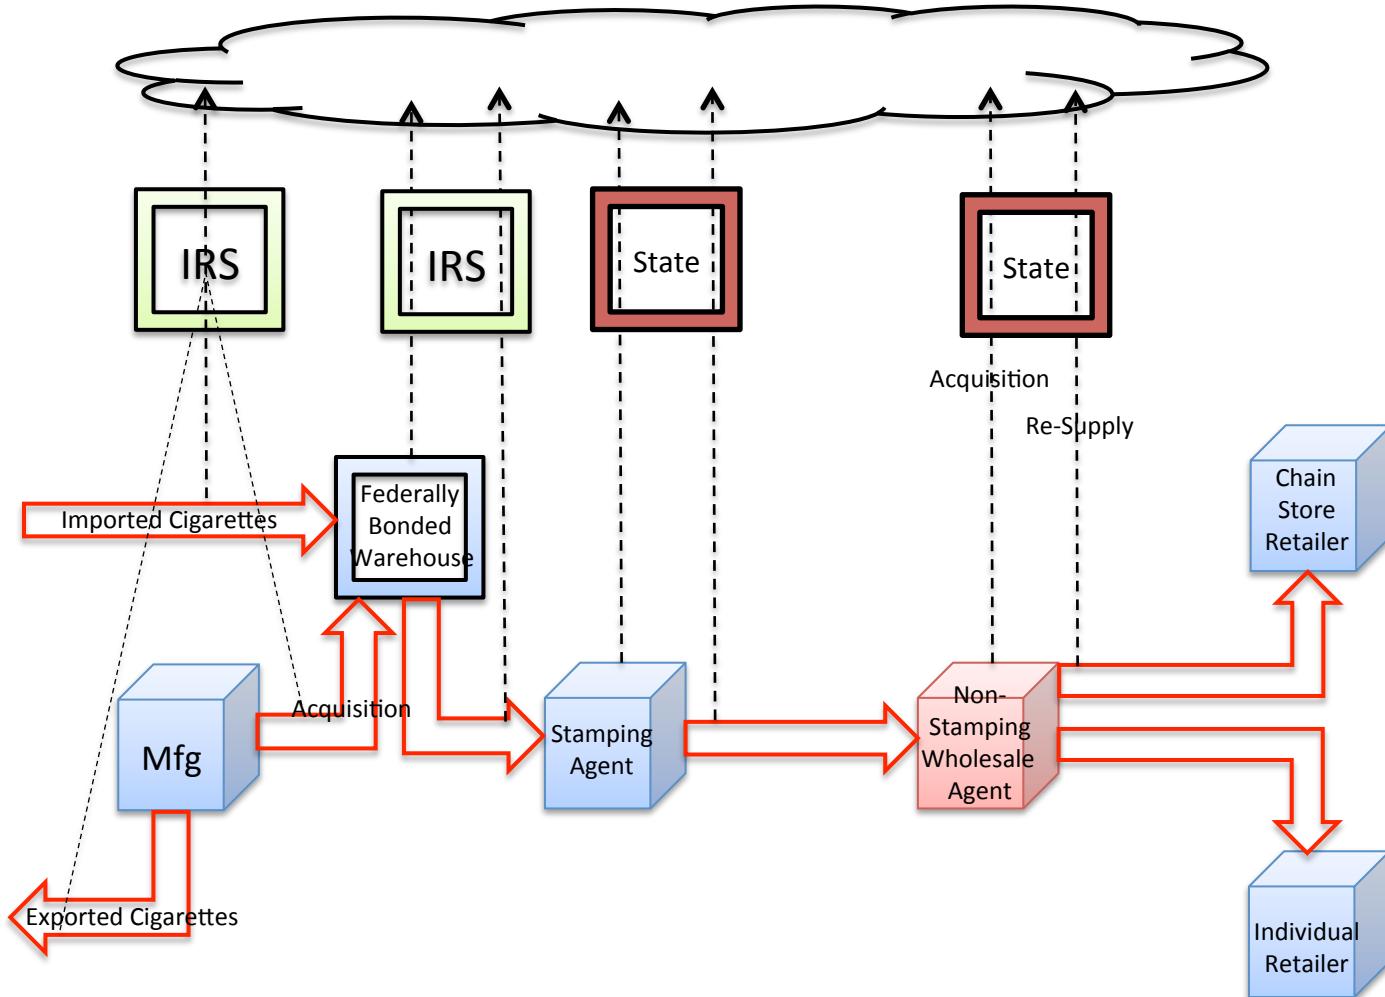 IRS
IRS
State
State
Acquisition
Re-Supply
Imported Cigarettes
Federally
Bonded
Warehouse
Chain
Store
Retailer
Acquisition
Mfg
Stamping
Agent
Non-
Stamping
Wholesale
Agent
Exported Cigarettes
Individual
Retailer